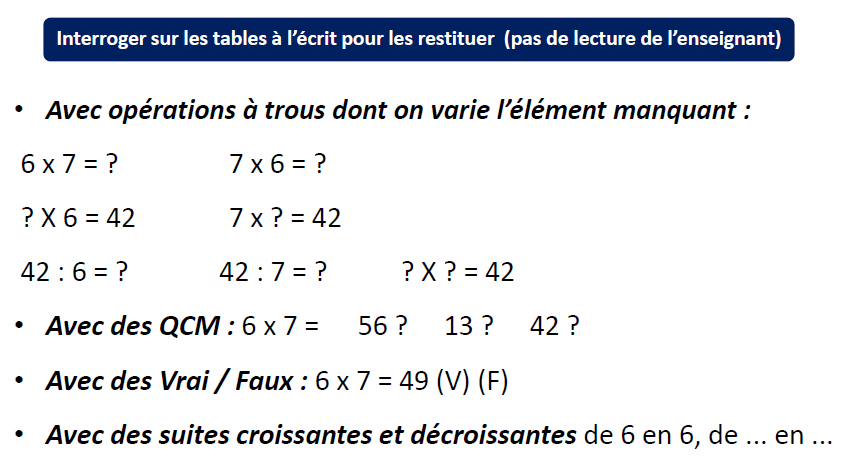 Interroger sur les tables à l’écrit pour les restituer (pas de lecture de l’enseignant)
• Avec opérations à trous dont on varie l’élément manquant :
6 x 7 = ? 7 x 6 = ?
? X 6 = 42 7 x ? = 42
42 : 6 = ? 42 : 7 = ? ? X ? = 42
• Avec des QCM : 6 x 7 = 56 ? 13 ? 42 ?
• Avec des Vrai / Faux : 6 x 7 = 49 (V) (F)
• Avec des suites croissantes et décroissantes de 6 en 6, de ... en ...